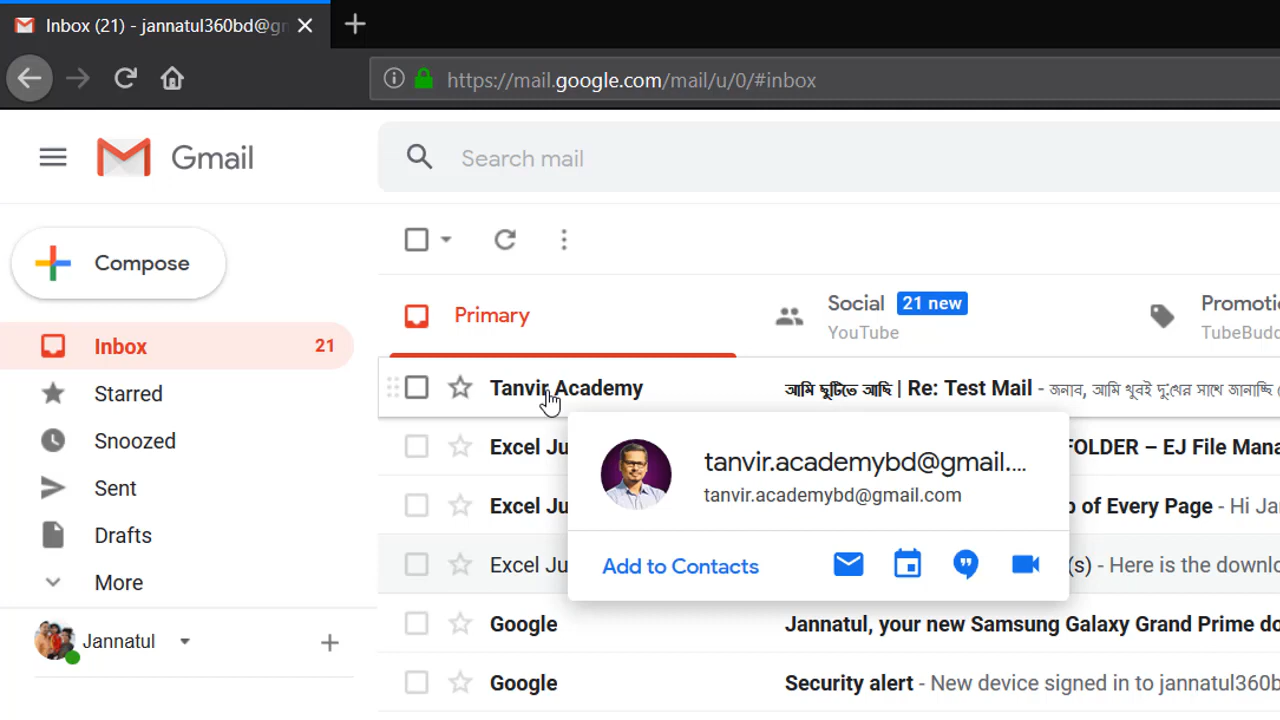 Inbox (21) - jannatul360bd@g
https://mail.google.com/mail/u/0/#inbox
Gmail
Search mail
Compose
Primary
Social 21 new
YouTube
Promoti
TubeBudd
Inbox 21
Starred
Snoozed
Sent
Drafts
More
Jannatul
Tanvir Academy আমি ছুটিতে আছি | Re: Test Mail - জনাব, আমি খুবই দু:খের সাথে জানাচ্ছি
Excel Ju FOLDER – EJ File Mana
tanvir.academybd@gmail....
tanvir.academybd@gmail.com
Excel Ju of Every Page - Hi Jan
Excel Ju (s) - Here is the downlo
Add to Contacts
Google Jannatul, your new Samsung Galaxy Grand Prime do
Google Security alert - New device signed in to jannatul360b